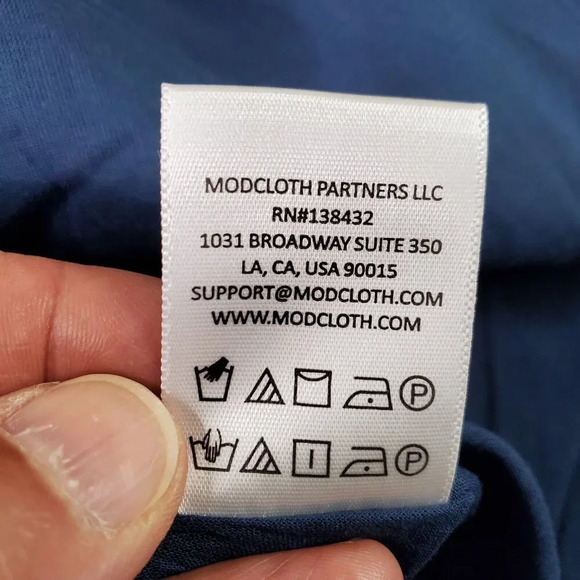 MODCLOTH PARTNERS LLC
RN#138432
1031 BROADWAY SUITE 350
LA, CA, USA 90015
SUPPORT@MODCLOTH.COM
WWW.MODCLOTH.COM
P
P